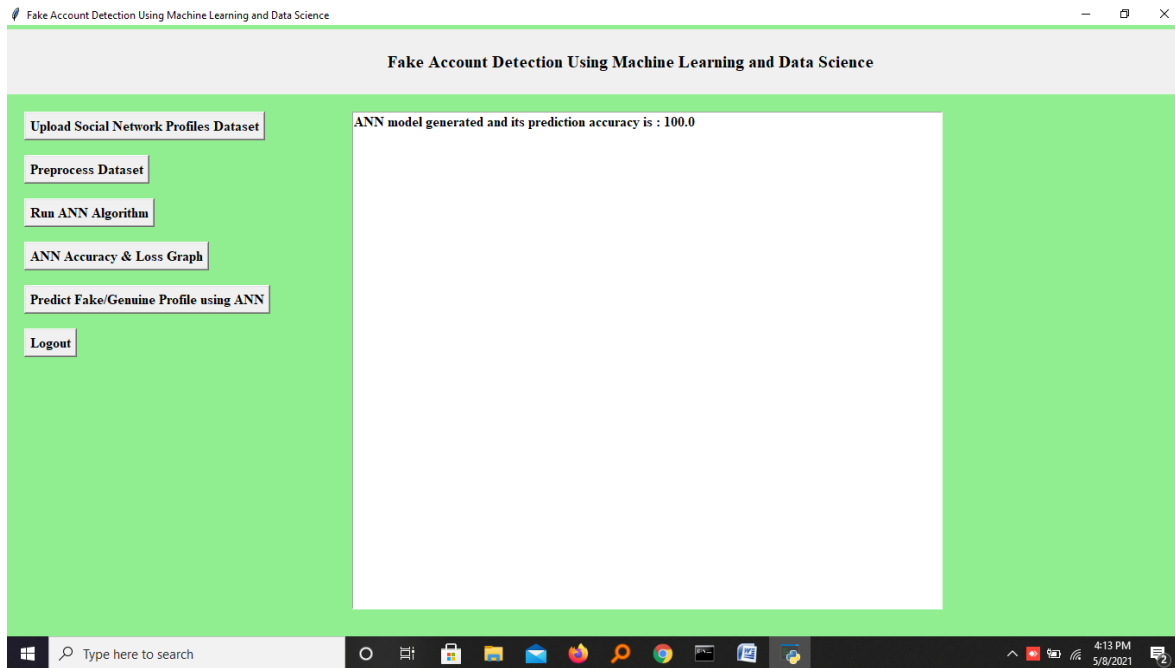 Fake Account Detection Using Machine Learning and Data Science
Fake Account Detection Using Machine Learning and Data Science
Upload Social Network Profiles Dataset
ANN model generated and its prediction accuracy is : 100.0
Preprocess Dataset
Run ANN Algorithm
ANN Accuracy & Loss Graph
Predict Fake/Genuine Profile using ANN
Logout
Type here to search
4:13 PM
5/8/2021
2